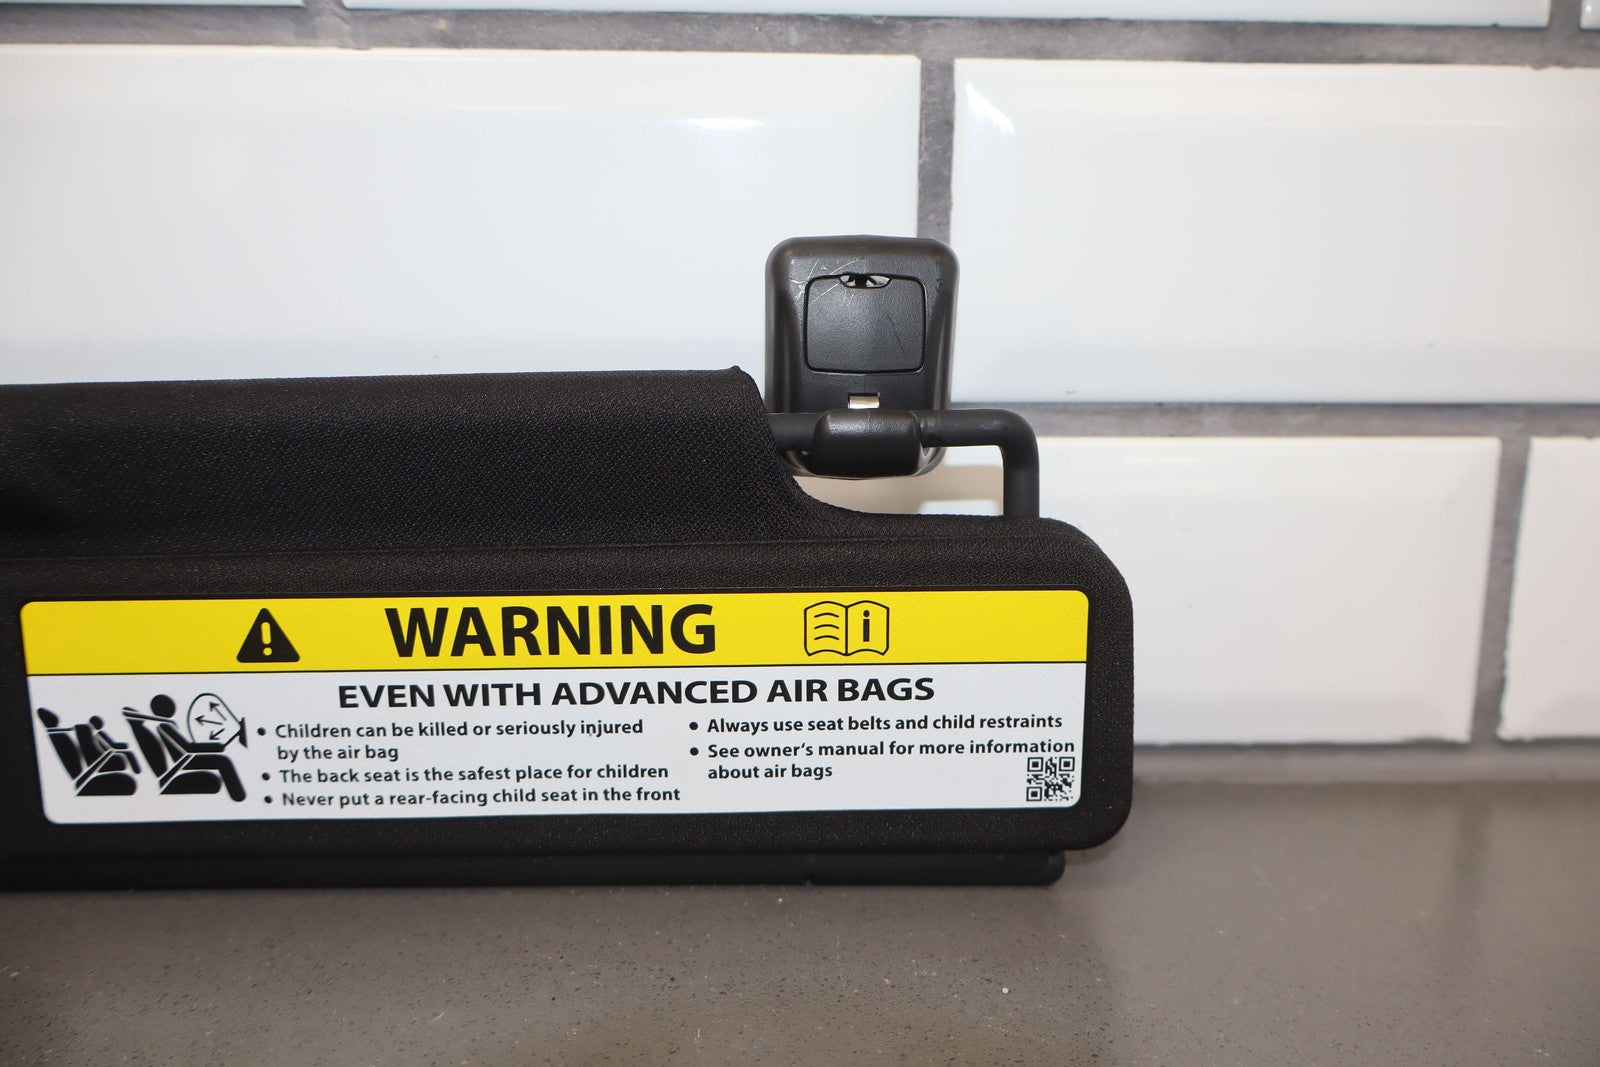 WARNING
i
EVEN WITH ADVANCED AIR BAGS
• Children can be killed or seriously injured
by the air bag
• The back seat is the safest place for children
• Never put a rear-facing child seat in the front
• Always use seat belts and child restraints
• See owner's manual for more information
about air bags